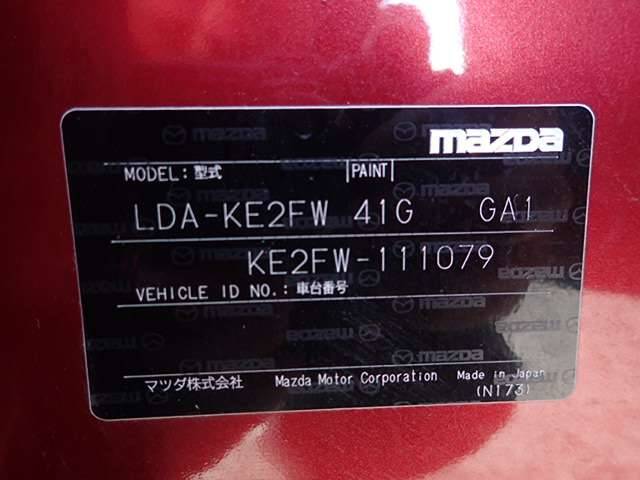 mazda
MODEL: 型式 PAINT
LDA-KE2FW 41G GA1
KE2FW-111079
VEHICLE ID NO.: 車台番号
マツダ株式会社 Mazda Motor Corporation Made in Japan
(N173)